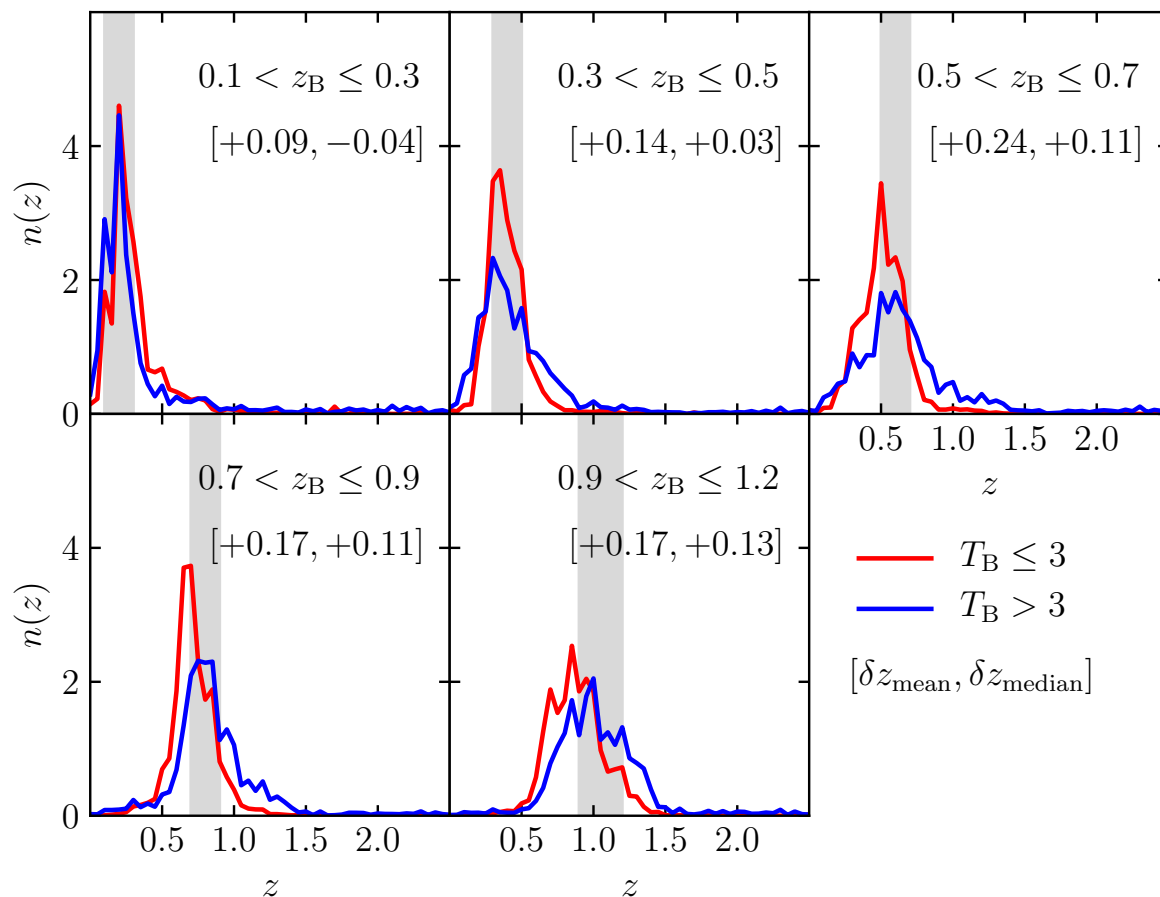 0.1 < z_B ≤ 0.3
[+0.09, −0.04]
0.3 < z_B ≤ 0.5
[+0.14, +0.03]
0.5 < z_B ≤ 0.7
[+0.24, +0.11]
n(z)
4
2
0
0.5 1.0 1.5 2.0
z
0.7 < z_B ≤ 0.9
[+0.17, +0.11]
0.9 < z_B ≤ 1.2
[+0.17, +0.13]
n(z)
4
2
0
0.5 1.0 1.5 2.0
z
0.5 1.0 1.5 2.0
z
T_B ≤ 3
T_B > 3
[δz_mean, δz_median]